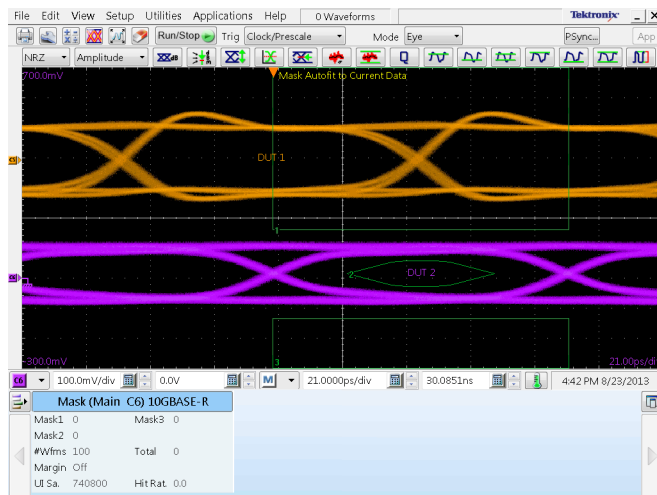 File Edit View Setup Utilities Applications Help 0 Waveforms Tektronix
Run/Stop Trig Clock/Prescale Mode Eye PSync... App
NRZ Amplitude dB Q
700.0mV Mask Autofit to Current Data
C5 DUT 1
1
C6 2 DUT 2
-300.0mV 3 21.00ps/di
C6 100.0mV/div 0.0V M 21.0000ps/div 30.0851ns 4:42 PM 8/23/2013
Mask (Main C6) 10GBASE-R
Mask1 0 Mask3 0
Mask2 0
#Wfms 100 Total 0
Margin Off
UI Sa. 740800 Hit Rat. 0.0